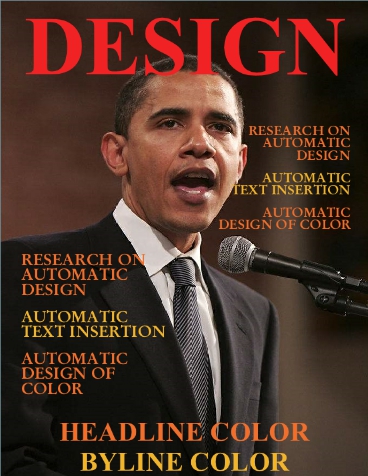 DESIGN
RESEARCH ON
AUTOMATIC
DESIGN
AUTOMATIC
TEXT INSERTION
AUTOMATIC
DESIGN OF COLOR
RESEARCH ON
AUTOMATIC
DESIGN
AUTOMATIC
TEXT INSERTION
AUTOMATIC
DESIGN OF
COLOR
HEADLINE COLOR
BYLINE COLOR